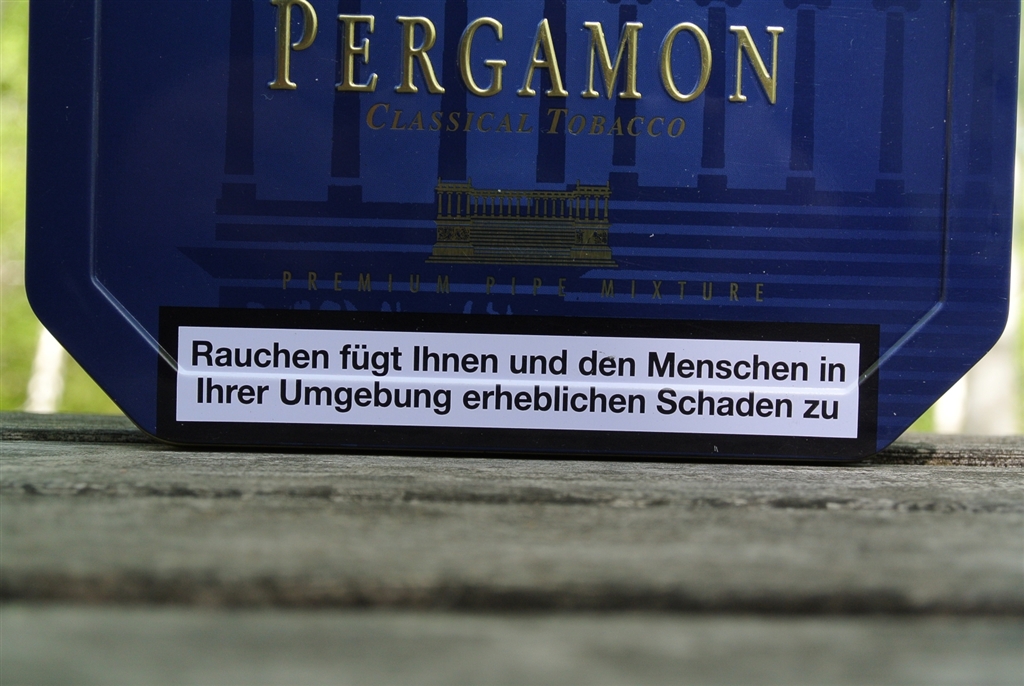 PERGAMON
CLASSICAL TOBACCO
PREMIUM PIPE MIXTURE
Rauchen fügt Ihnen und den Menschen in
Ihrer Umgebung erheblichen Schaden zu